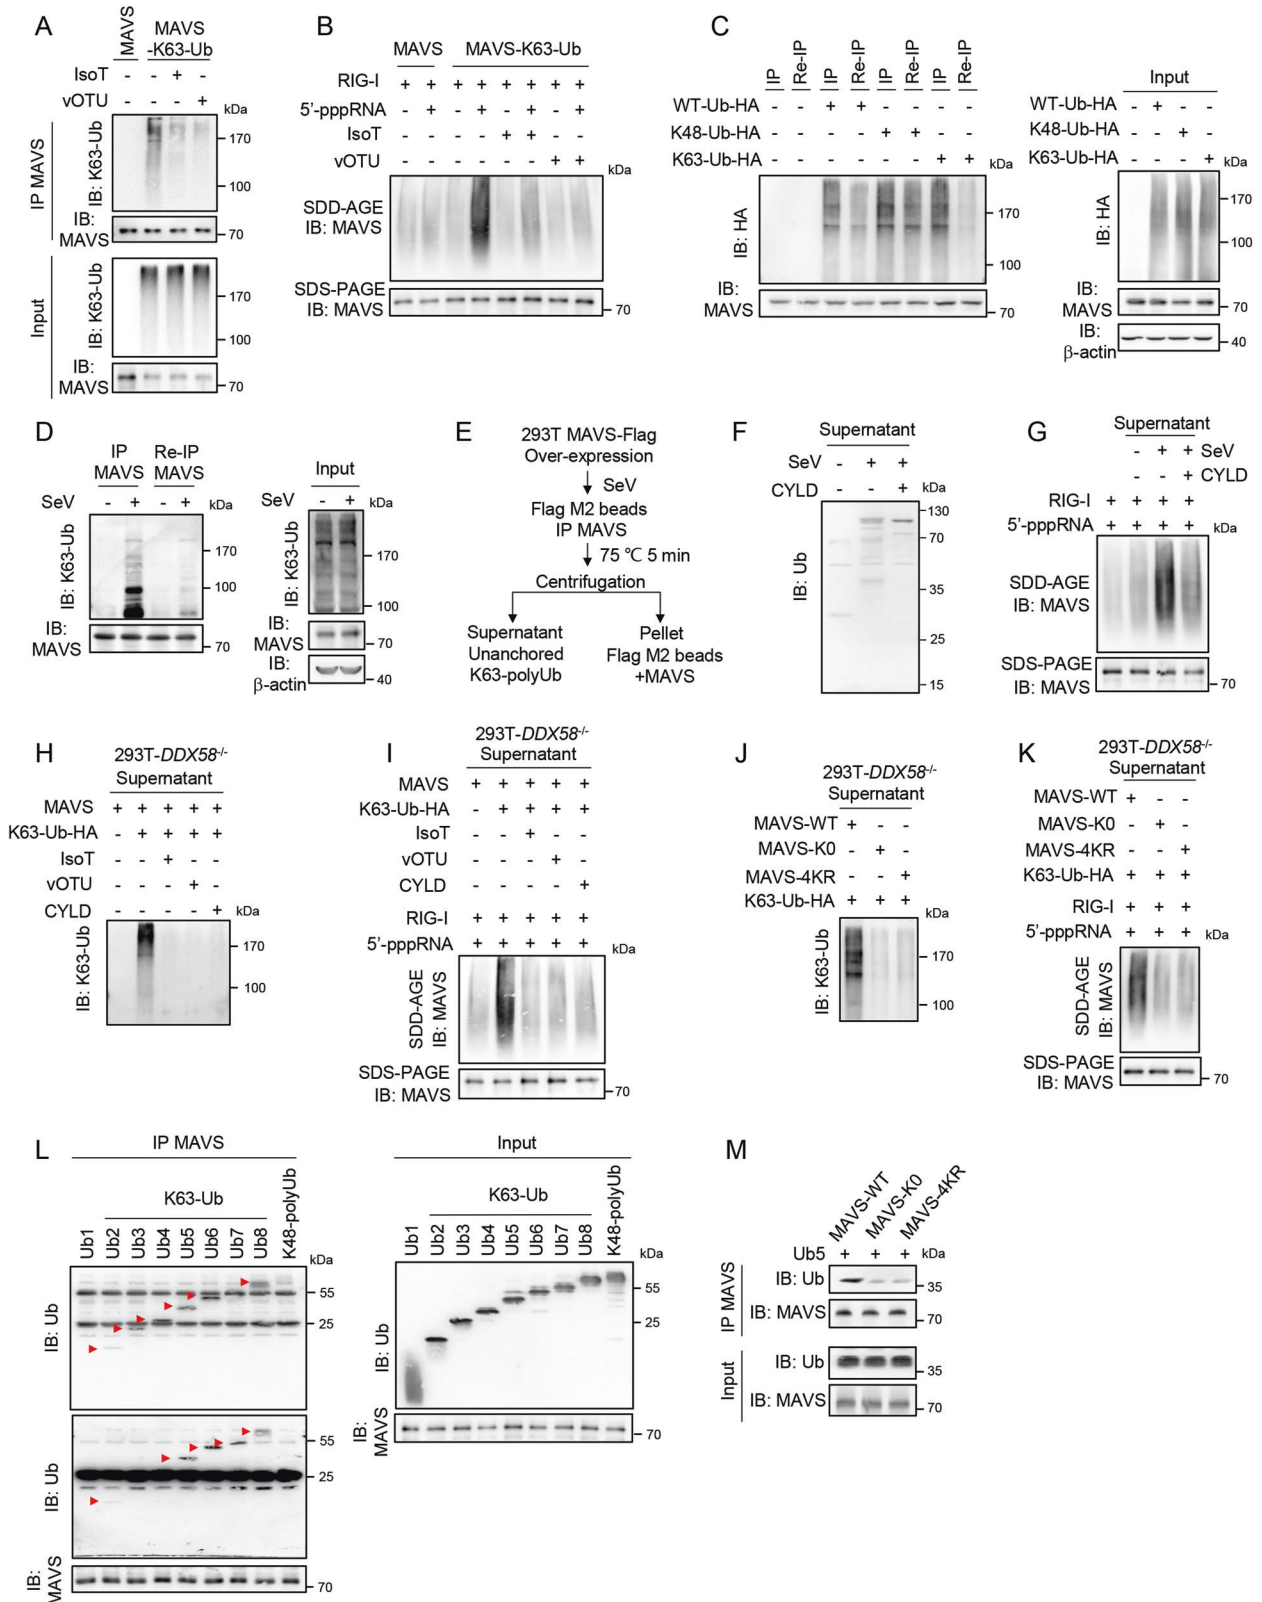 A
MAVS
MAVS
-K63-Ub
IsoT - - + -
vOTU - - - +
kDa
IP MAVS
IB: K63-Ub
170
100
IB:
MAVS
70
Input
IB: K63-Ub
170
100
IB:
MAVS
70
B
MAVS MAVS-K63-Ub
RIG-I + + + + + + + +
5'-pppRNA - + - + - + - +
IsoT - - - - + + - -
vOTU - - - - - - + +
kDa
SDD-AGE
IB: MAVS
SDS-PAGE
IB: MAVS
70
C
IP Re-IP IP Re-IP IP Re-IP IP Re-IP
WT-Ub-HA - - + + - - - -
K48-Ub-HA - - - - + + - -
K63-Ub-HA - - - - - - + +
kDa
IB: HA
170
100
IB:
MAVS
70
Input
WT-Ub-HA - + - -
K48-Ub-HA - - + -
K63-Ub-HA - - - +
kDa
IB: HA
170
100
IB:
MAVS
70
IB:
β-actin
40
D
IP
MAVS
Re-IP
MAVS
SeV - + - +
kDa
IB: K63-Ub
170
100
IB:
MAVS
70
Input
SeV - +
kDa
IB: K63-Ub
170
100
IB:
MAVS
70
IB:
β-actin
40
E
293T MAVS-Flag
Over-expression
SeV
Flag M2 beads
IP MAVS
75 ℃ 5 min
Centrifugation
Supernatant
Unanchored
K63-polyUb
Pellet
Flag M2 beads
+MAVS
F
Supernatant
SeV - + +
CYLD - - +
kDa
IB: Ub
130
70
35
25
15
G
Supernatant
- + + SeV
- - + CYLD
RIG-I + + + +
5'-pppRNA + + + +
kDa
SDD-AGE
IB: MAVS
SDS-PAGE
IB: MAVS
70
H
293T-DDX58-/-
Supernatant
MAVS + + + + +
K63-Ub-HA - + + + +
IsoT - - + - -
vOTU - - - + -
CYLD - - - - +
kDa
IB: K63-Ub
170
100
I
293T-DDX58-/-
Supernatant
MAVS + + + + +
K63-Ub-HA - + + + +
IsoT - - + - -
vOTU - - - + -
CYLD - - - - +
RIG-I + + + + +
5'-pppRNA + + + + +
kDa
SDD-AGE
IB: MAVS
SDS-PAGE
IB: MAVS
70
J
293T-DDX58-/-
Supernatant
MAVS-WT + - -
MAVS-K0 - + -
MAVS-4KR - - +
K63-Ub-HA + + +
kDa
IB: K63-Ub
170
100
K
293T-DDX58-/-
Supernatant
MAVS-WT + - -
MAVS-K0 - + -
MAVS-4KR - - +
K63-Ub-HA + + +
RIG-I + + +
5'-pppRNA + + +
kDa
SDD-AGE
IB: MAVS
SDS-PAGE
IB: MAVS
70
L
IP MAVS
K63-Ub
Ub1 Ub2 Ub3 Ub4 Ub5 Ub6 Ub7 Ub8 K48-polyUb
kDa
IB: Ub
55
25
IB: Ub
55
25
IB:
MAVS
70
Input
K63-Ub
Ub1 Ub2 Ub3 Ub4 Ub5 Ub6 Ub7 Ub8 K48-polyUb
kDa
IB: Ub
55
25
IB:
MAVS
70
M
MAVS-WT MAVS-K0 MAVS-4KR
Ub5 + + +
kDa
IP MAVS
IB: Ub
35
IB: MAVS
70
Input
IB: Ub
35
IB: MAVS
70